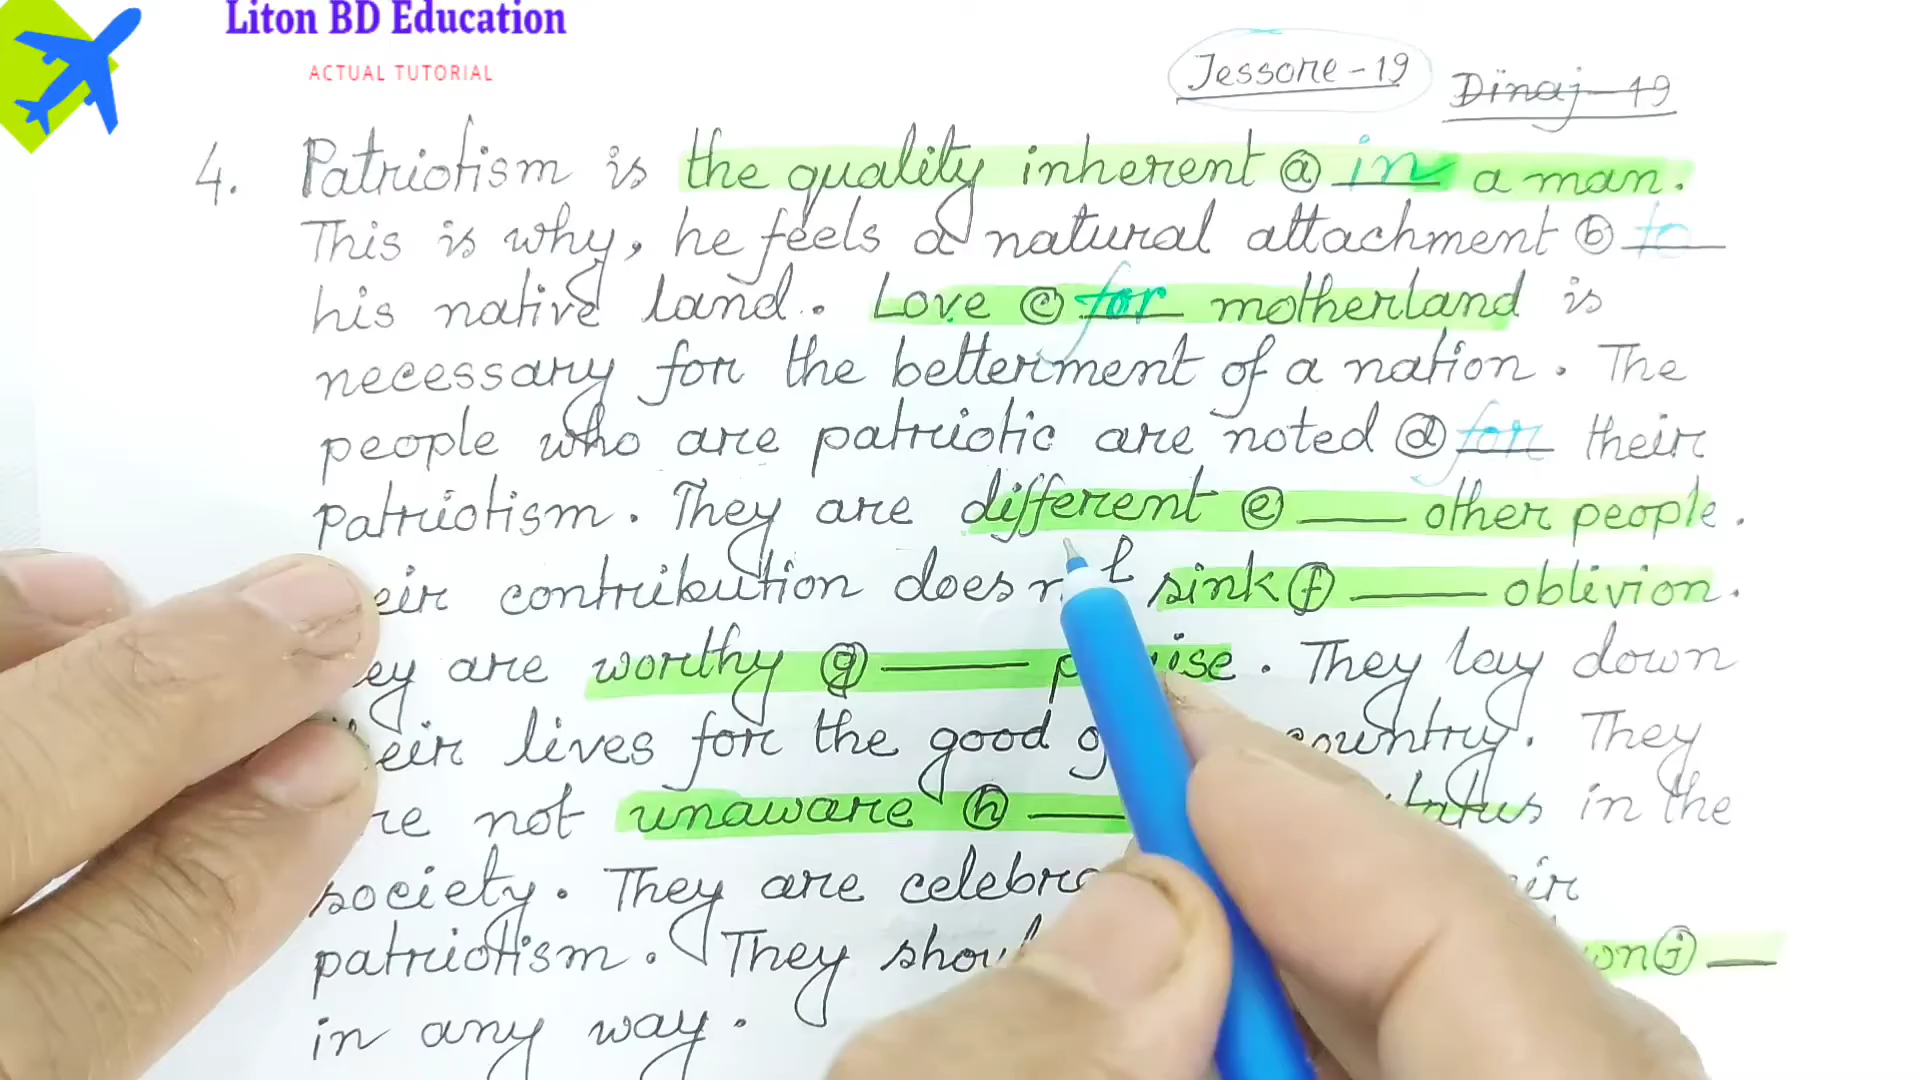 Liton BD Education
ACTUAL TUTORIAL
Jessore-19 Dinaj-19
4. Patriotism is the quality inherent ⓐ in a man.
This is why, he feels a natural attachment ⓑ to
his native land. Love ⓒ for motherland is
necessary for the betterment of a nation. The
people who are patriotic are noted ⓓ for their
patriotism. They are different ⓔ ___ other people.
contribution does sink ⓕ ___ oblivion.
are worthy ⓖ ___ . They lay down
lives for the good country. They
not unaware ⓗ ___ in the
society. They are
patriotism. They ⓙ ___
in any way.